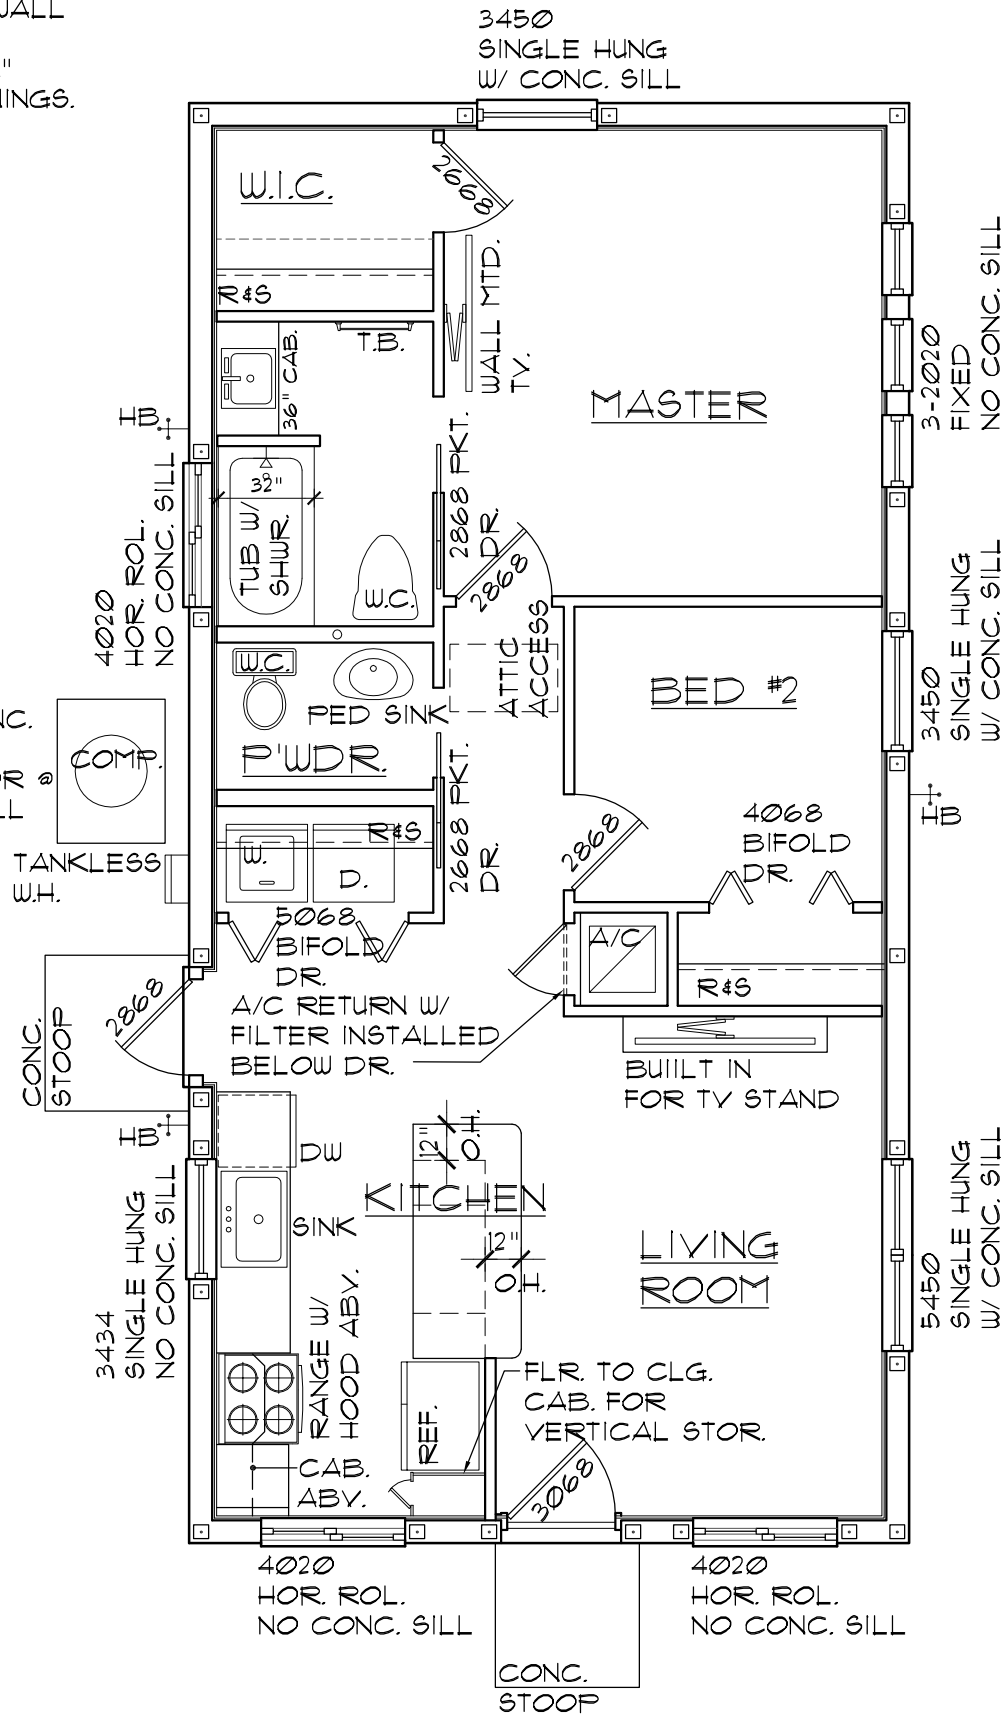 WALL
"
INGS.
3450
SINGLE HUNG
W/ CONC. SILL
W.I.C.
2668
R&S
WALL MTD.
TV.
T.B.
36" CAB.
MASTER
3-2020
FIXED
NO CONC. SILL
HB
4020
HOR. ROL.
NO CONC. SILL
32"
TUB W/
SHWR.
W.C.
2868 PKT.
DR.
2868
ATTIC
ACCESS
W.C.
PED SINK
P'WDR.
BED #2
3450
SINGLE HUNG
W/ CONC. SILL
NC.
@
COMP.
TANKLESS
W.H.
HB
4068
BIFOLD
DR.
2868
2668 PKT.
DR.
R&S
W.
D.
5068
BIFOLD
DR.
A/C
R&S
A/C RETURN W/
FILTER INSTALLED
BELOW DR.
2868
CONC.
STOOP
BUIILT IN
FOR TV STAND
HB
DW
12"
O.H.
KITCHEN
SINK
12"
O.H.
LIVING
ROOM
3434
SINGLE HUNG
NO CONC. SILL
5450
SINGLE HUNG
W/ CONC. SILL
RANGE W/
HOOD ABV.
REF.
FLR. TO CLG.
CAB. FOR
VERTICAL STOR.
CAB.
ABV.
3068
4020
HOR. ROL.
NO CONC. SILL
4020
HOR. ROL.
NO CONC. SILL
CONC.
STOOP